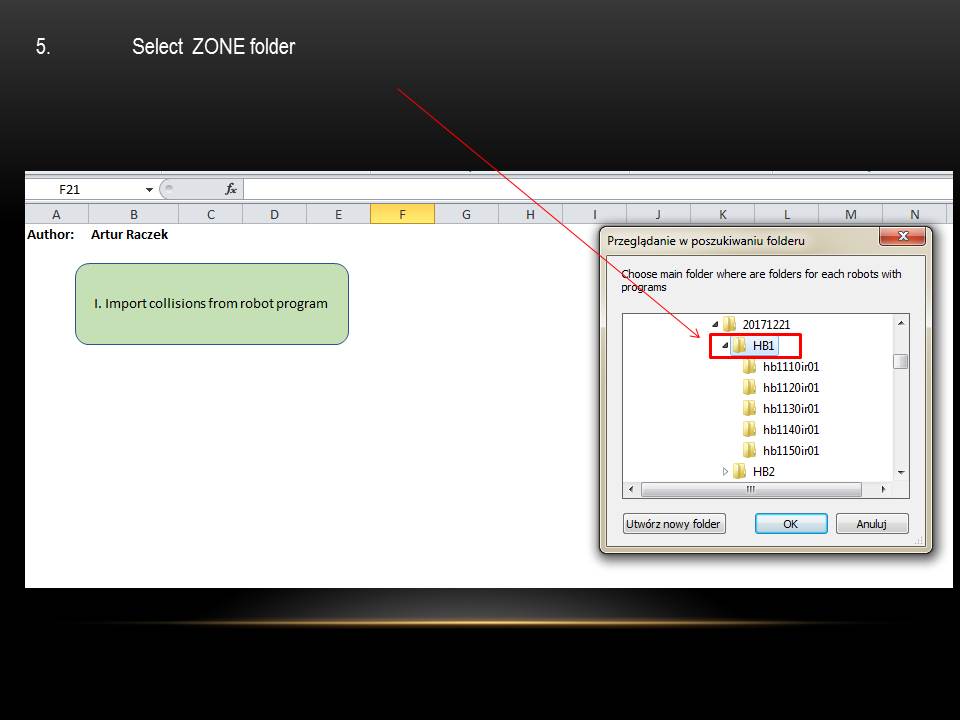 5. Select ZONE folder
F21 fx
A B C D E F G H I J K L M N
Author: Artur Raczek
I. Import collisions from robot program
Przeglądanie w poszukiwaniu folderu
Choose main folder where are folders for each robots with
programs
20171221
HB1
hb1110ir01
hb1120ir01
hb1130ir01
hb1140ir01
hb1150ir01
HB2
Utwórz nowy folder OK Anuluj